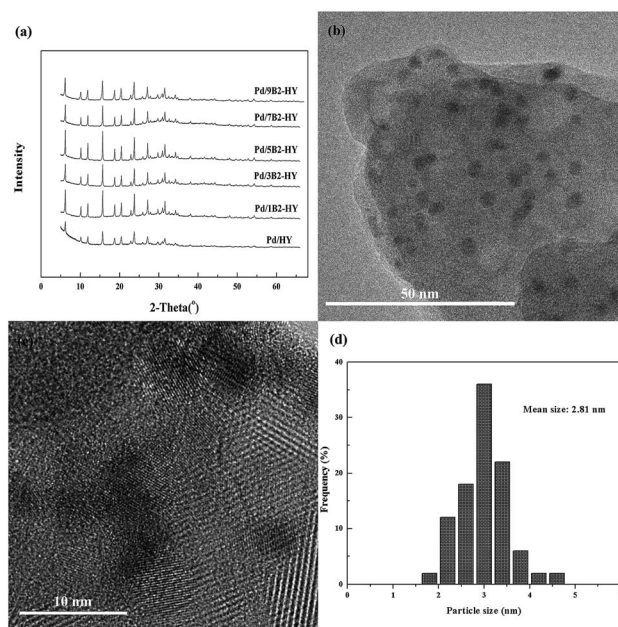 (a)
Pd/9B2-HY
Pd/7B2-HY
Pd/5B2-HY
Pd/3B2-HY
Pd/1B2-HY
Pd/HY
Intensity
0 10 20 30 40 50 60
2-Theta(°)
(b)
50 nm
10 nm
(d)
Mean size: 2.81 nm
Frequency (%)
40
30
20
10
0
0 1 2 3 4 5
Particle size (nm)